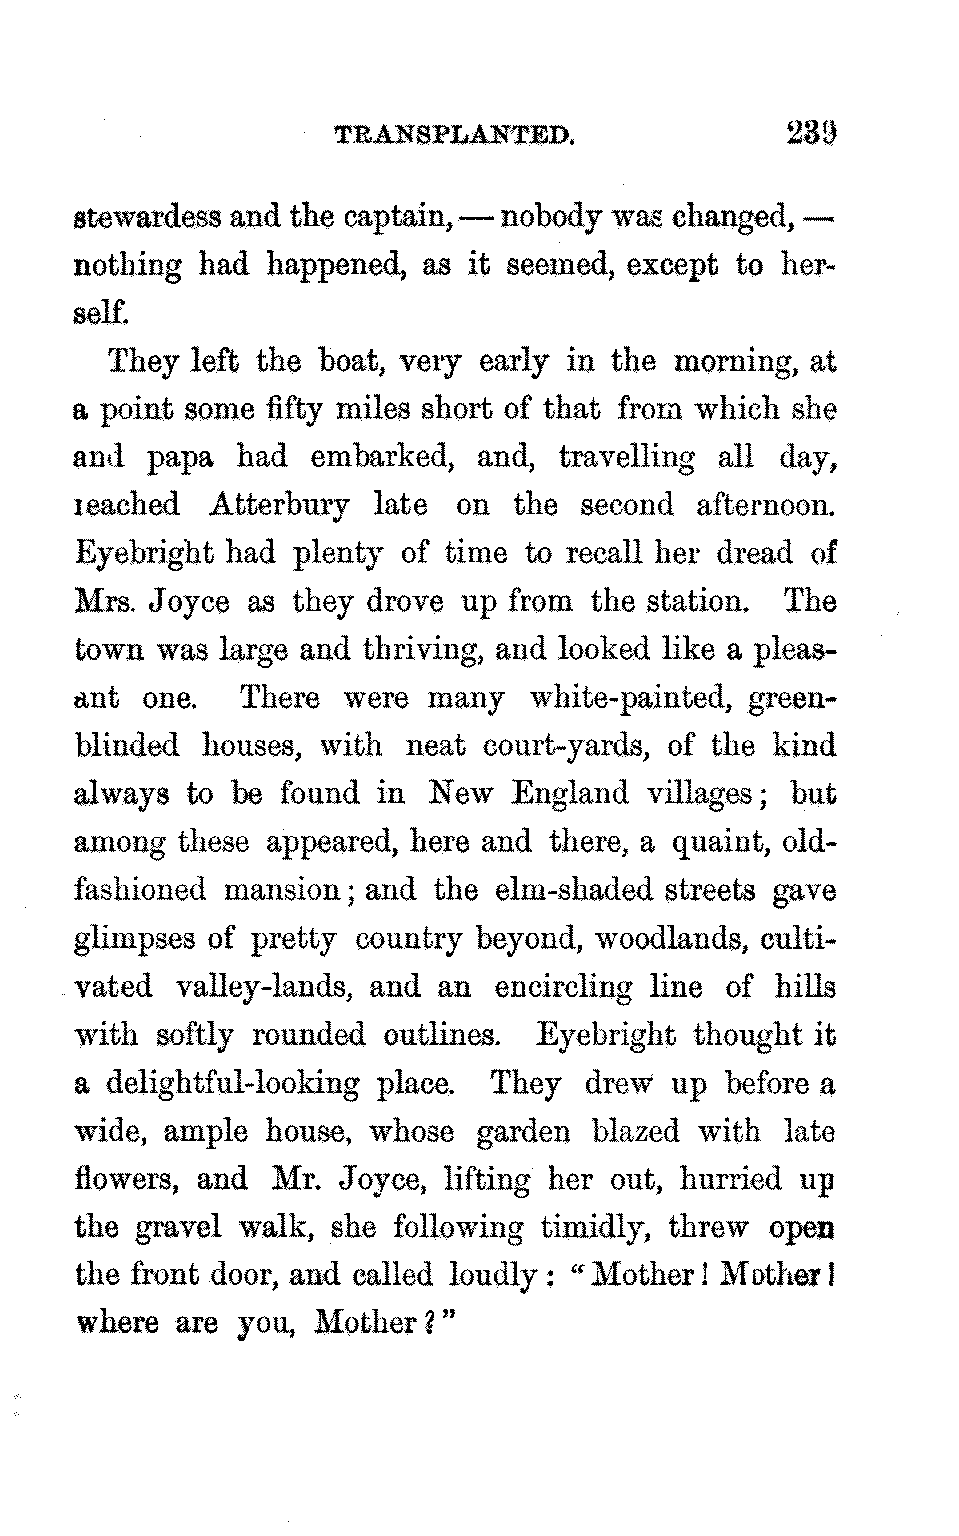 TRANSPLANTED. 239
stewardess and the captain, — nobody was changed, —
nothing had happened, as it seemed, except to her-
self.
They left the boat, very early in the morning, at
a point some fifty miles short of that from which she
and papa had embarked, and, travelling all day,
reached Atterbury late on the second afternoon.
Eyebright had plenty of time to recall her dread of
Mrs. Joyce as they drove up from the station. The
town was large and thriving, and looked like a pleas-
ant one. There were many white-painted, green-
blinded houses, with neat court-yards, of the kind
always to be found in New England villages; but
among these appeared, here and there, a quaint, old-
fashioned mansion; and the elm-shaded streets gave
glimpses of pretty country beyond, woodlands, culti-
vated valley-lands, and an encircling line of hills
with softly rounded outlines. Eyebright thought it
a delightful-looking place. They drew up before a
wide, ample house, whose garden blazed with late
flowers, and Mr. Joyce, lifting her out, hurried up
the gravel walk, she following timidly, threw open
the front door, and called loudly: "Mother! Mother!
where are you, Mother?"